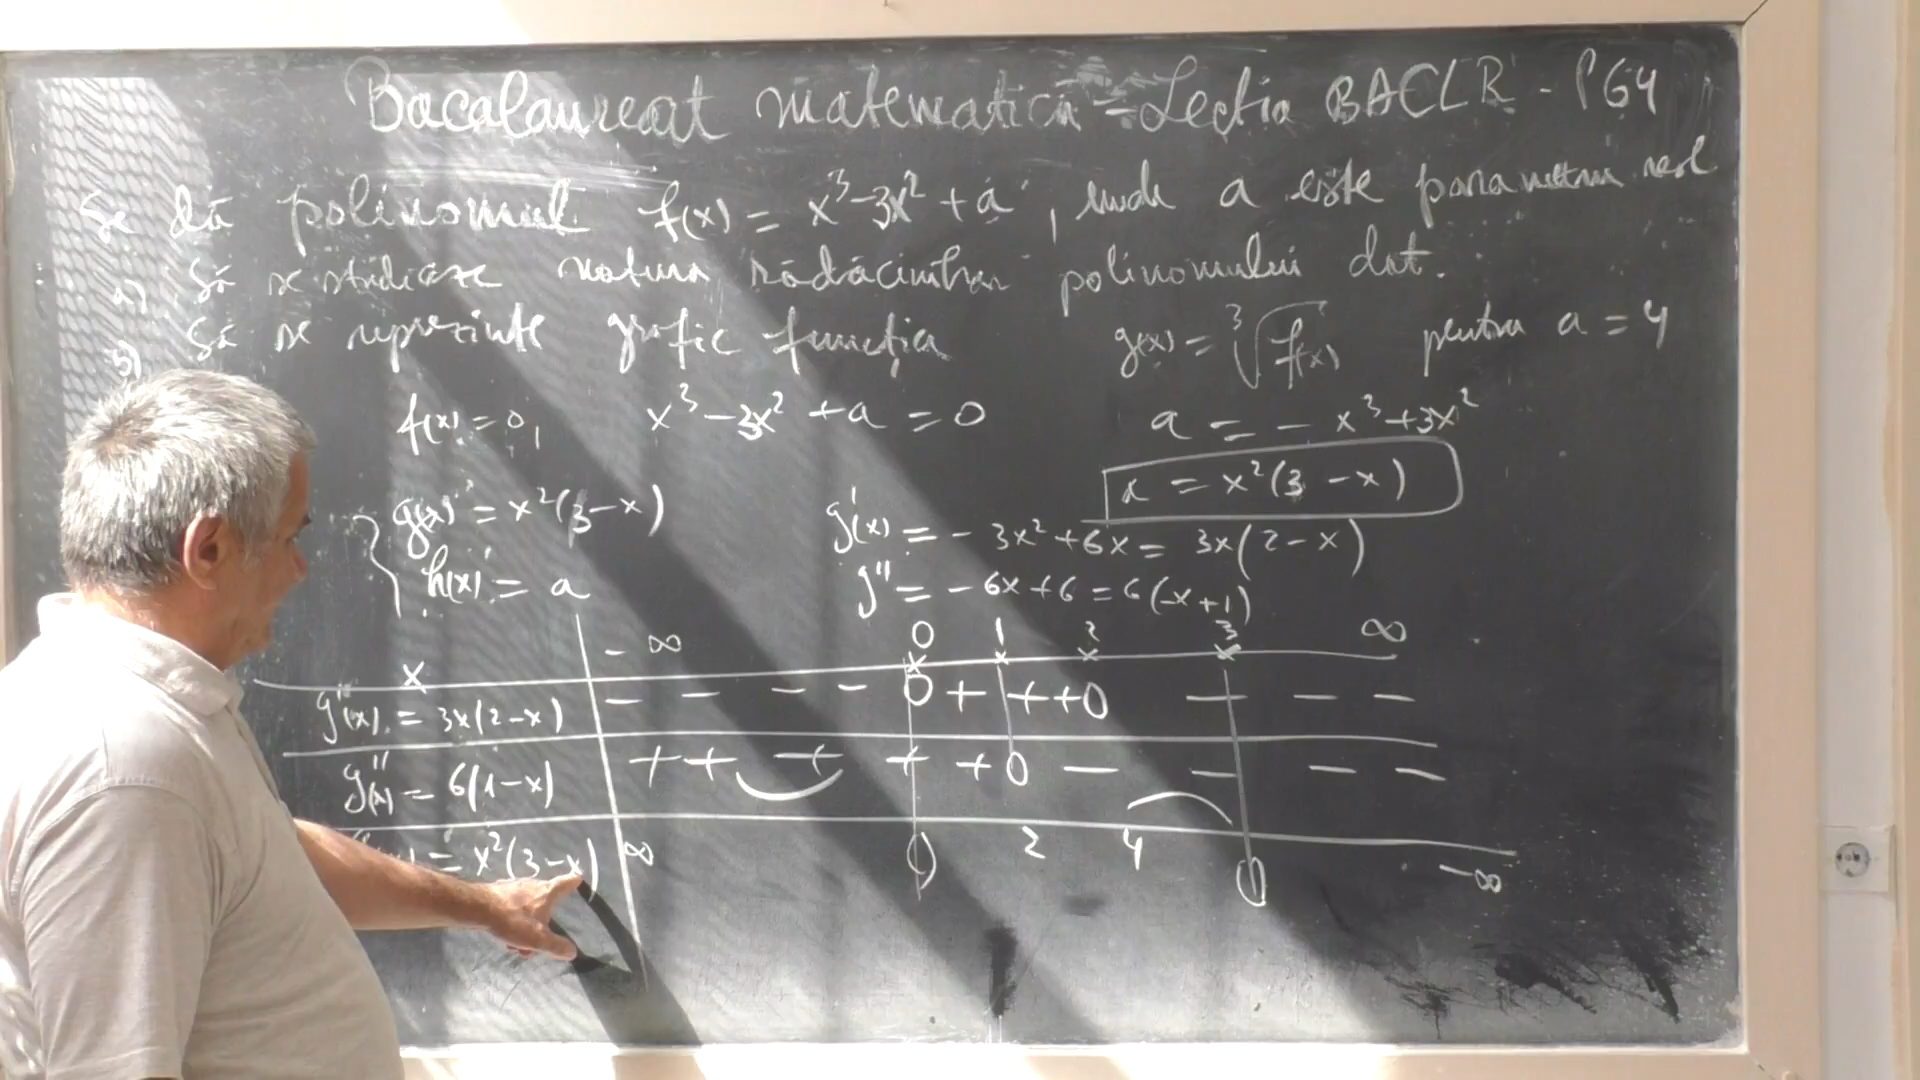 Bacalaureat matematica - Lectia BACLR - P64
Se dă polinomul f(x) = x³-3x² + a, unde a este parametru real
a) Să se studieze natura rădăcinilor polinomului dat.
b) Să se reprezinte grafic funcția g(x) = ∛f(x) pentru a = 4
f(x) = 0, x³ - 3x² + a = 0 a = - x³ + 3x²
a = x²(3 - x)
g(x) = x²(3-x) g'(x) = - 3x² + 6x = 3x(2 - x)
h(x) = a g'' = - 6x + 6 = 6(-x+1)
x - ∞ 0 1 2 3 ∞
g'(x) = 3x(2-x) - - - - 0 + + + 0 - - -
g''(x) = 6(1-x) + + + + + 0 - - - -
= x²(3-x) ∞ 0 2 4 0 -∞